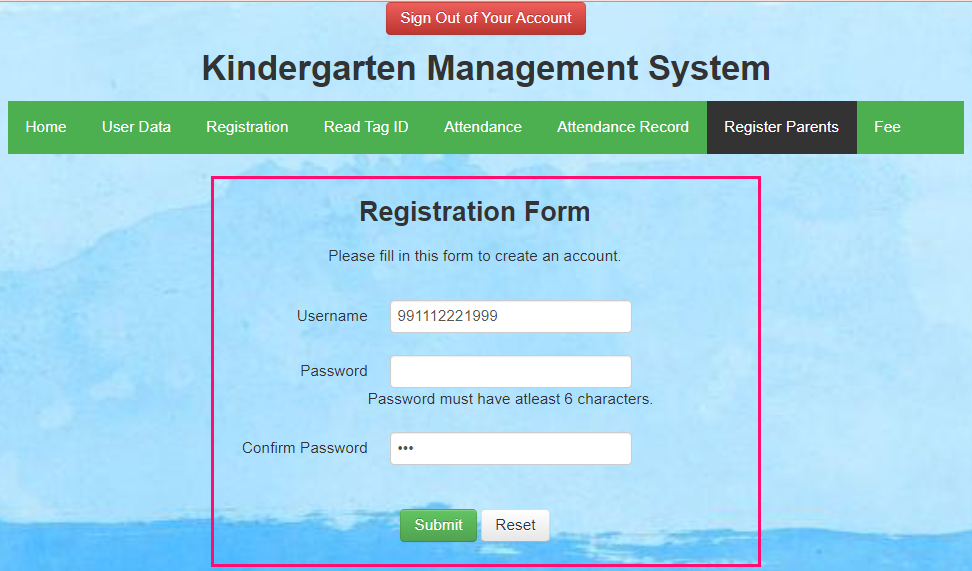 Sign Out of Your Account
Kindergarten Management System
Home User Data Registration Read Tag ID Attendance Attendance Record Register Parents Fee
Registration Form
Please fill in this form to create an account.
Username 991112221999
Password
Password must have atleast 6 characters.
Confirm Password •••
Submit Reset